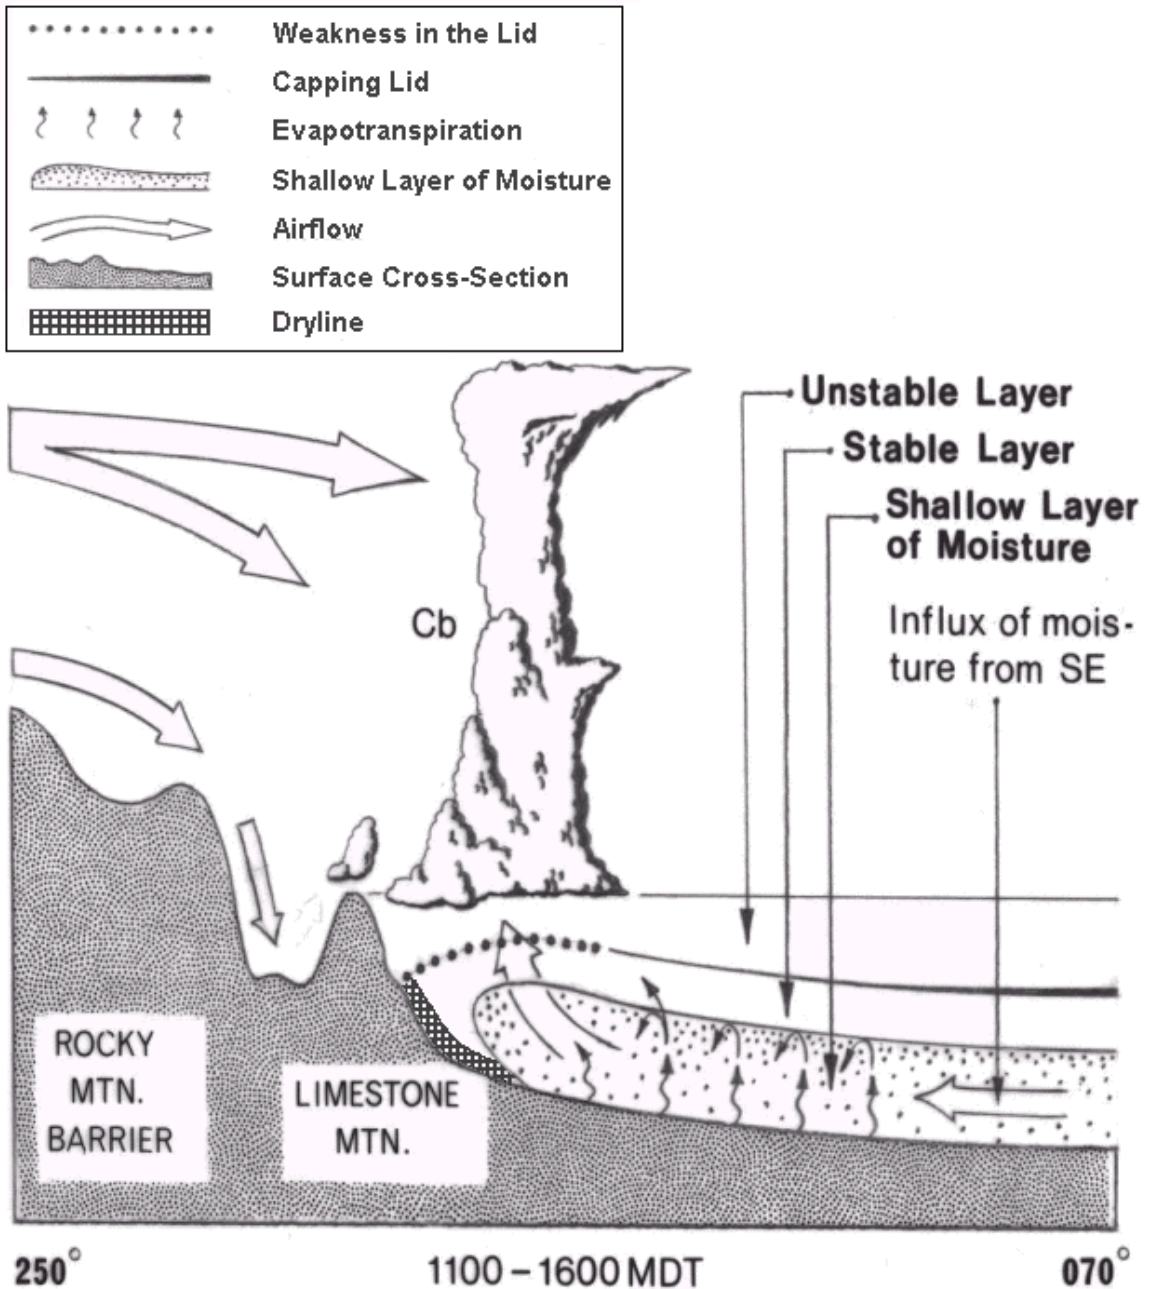 Weakness in the Lid
Capping Lid
Evapotranspiration
Shallow Layer of Moisture
Airflow
Surface Cross-Section
Dryline
Unstable Layer
Stable Layer
Shallow Layer
of Moisture
Influx of mois-
ture from SE
Cb
ROCKY
MTN.
BARRIER
LIMESTONE
MTN.
250°
1100 – 1600 MDT
070°